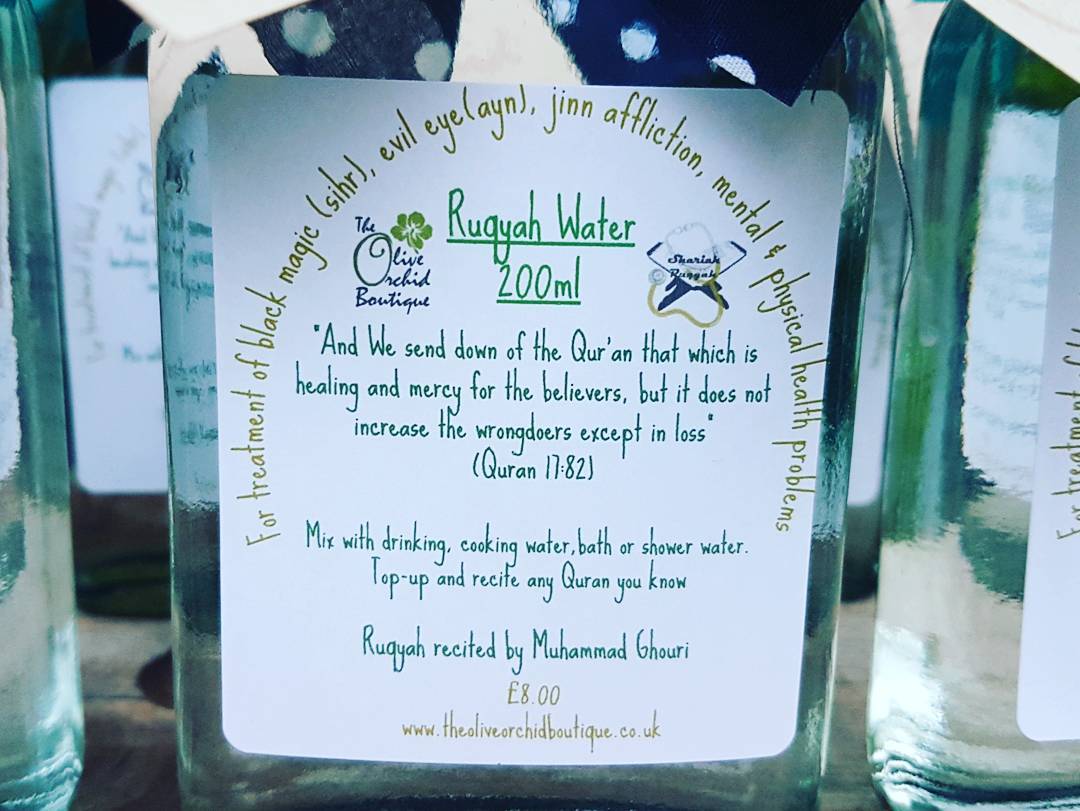 For treatment of black magic (sihr), evil eye(ayn), jinn affliction, mental & physical health problems
The
Olive
Orchid
Boutique
Ruqyah Water
200ml
Shariah
Ruqyah
"And We send down of the Qur'an that which is
healing and mercy for the believers, but it does not
increase the wrongdoers except in loss"
(Quran 17:82)
Mix with drinking, cooking water,bath or shower water.
Top-up and recite any Quran you know
Ruqyah recited by Muhammad Ghouri
£8.00
www.theoliveorchidboutique.co.uk
For treatment of